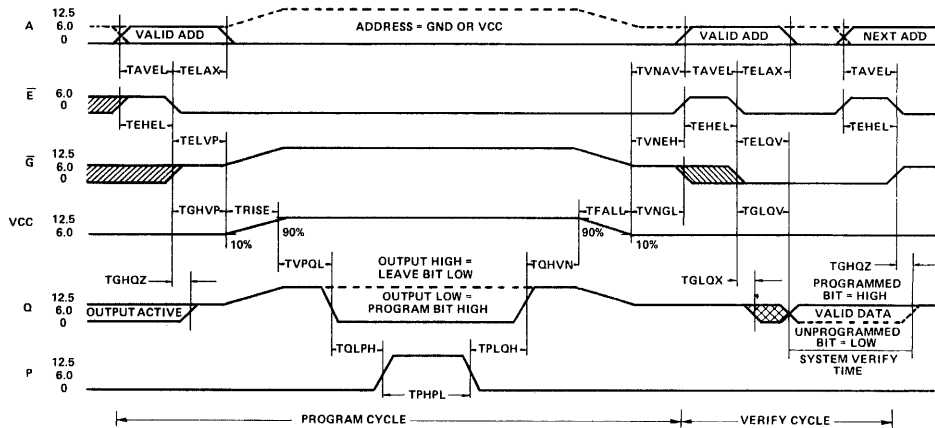 A 12.5
6.0
0
VALID ADD
ADDRESS = GND OR VCC
VALID ADD
NEXT ADD
TAVEL TELAX TVNAV TAVEL TELAX TAVEL
E 6.0
0
TEHEL TEHEL TEHEL
TELVP TVNEH TELQV
G 12.5
6.0
0
TGHVP TRISE TFALL TVNGL TGLQV
VCC 12.5
6.0
10% 90% 90% 10%
TVPQL TQHVN
TGHQZ TGLQX TGHQZ
OUTPUT HIGH =
LEAVE BIT LOW
OUTPUT LOW =
PROGRAM BIT HIGH
PROGRAMMED
BIT = HIGH
Q 12.5
6.0
0
OUTPUT ACTIVE
VALID DATA
UNPROGRAMMED
BIT = LOW
TQLPH TPLQH
SYSTEM VERIFY
TIME
P 12.5
6.0
0
TPHPL
PROGRAM CYCLE VERIFY CYCLE